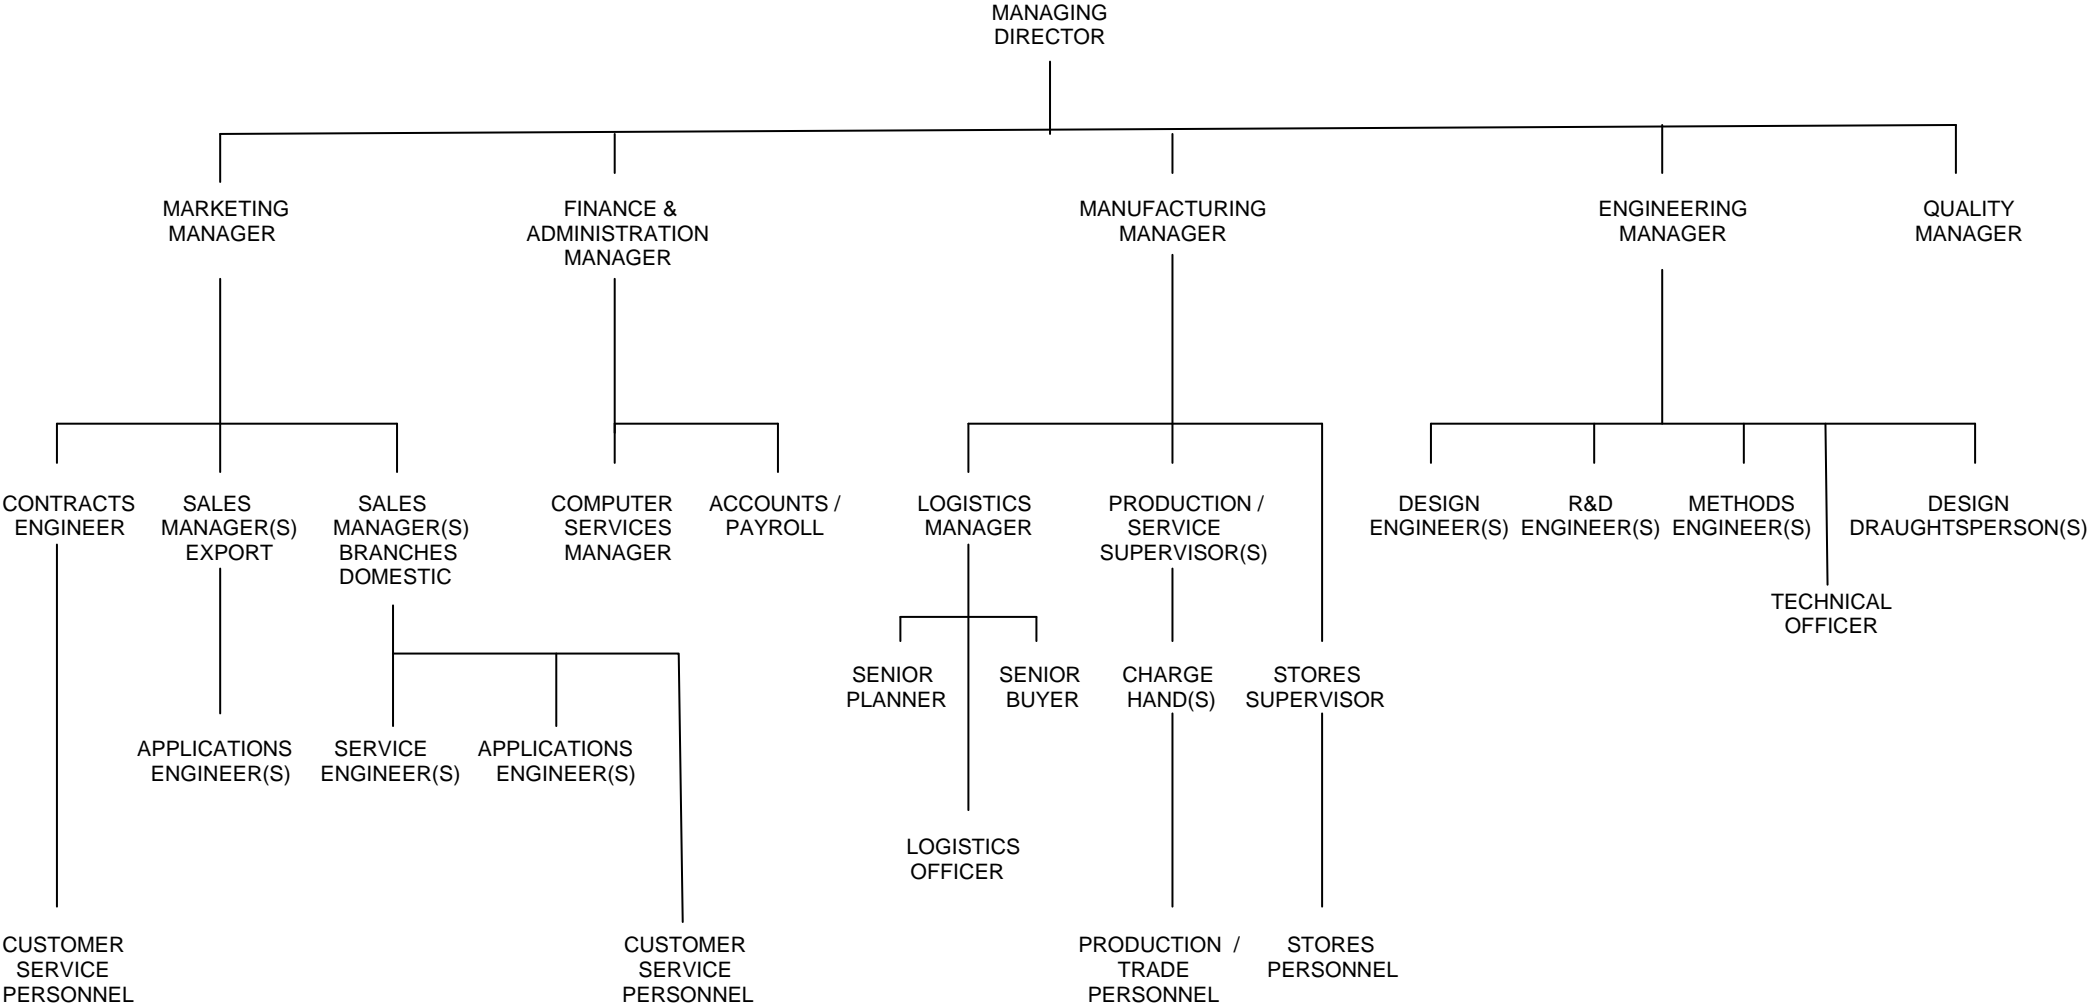 MANAGING
DIRECTOR
MARKETING
MANAGER
FINANCE &
ADMINISTRATION
MANAGER
MANUFACTURING
MANAGER
ENGINEERING
MANAGER
QUALITY
MANAGER
CONTRACTS
ENGINEER
SALES
MANAGER(S)
EXPORT
SALES
MANAGER(S)
BRANCHES
DOMESTIC
COMPUTER
SERVICES
MANAGER
ACCOUNTS /
PAYROLL
LOGISTICS
MANAGER
PRODUCTION /
SERVICE
SUPERVISOR(S)
DESIGN
ENGINEER(S)
R&D
ENGINEER(S)
METHODS
ENGINEER(S)
DESIGN
DRAUGHTSPERSON(S)
TECHNICAL
OFFICER
SENIOR
PLANNER
SENIOR
BUYER
CHARGE
HAND(S)
STORES
SUPERVISOR
APPLICATIONS
ENGINEER(S)
SERVICE
ENGINEER(S)
APPLICATIONS
ENGINEER(S)
LOGISTICS
OFFICER
CUSTOMER
SERVICE
PERSONNEL
CUSTOMER
SERVICE
PERSONNEL
PRODUCTION /
TRADE
PERSONNEL
STORES
PERSONNEL